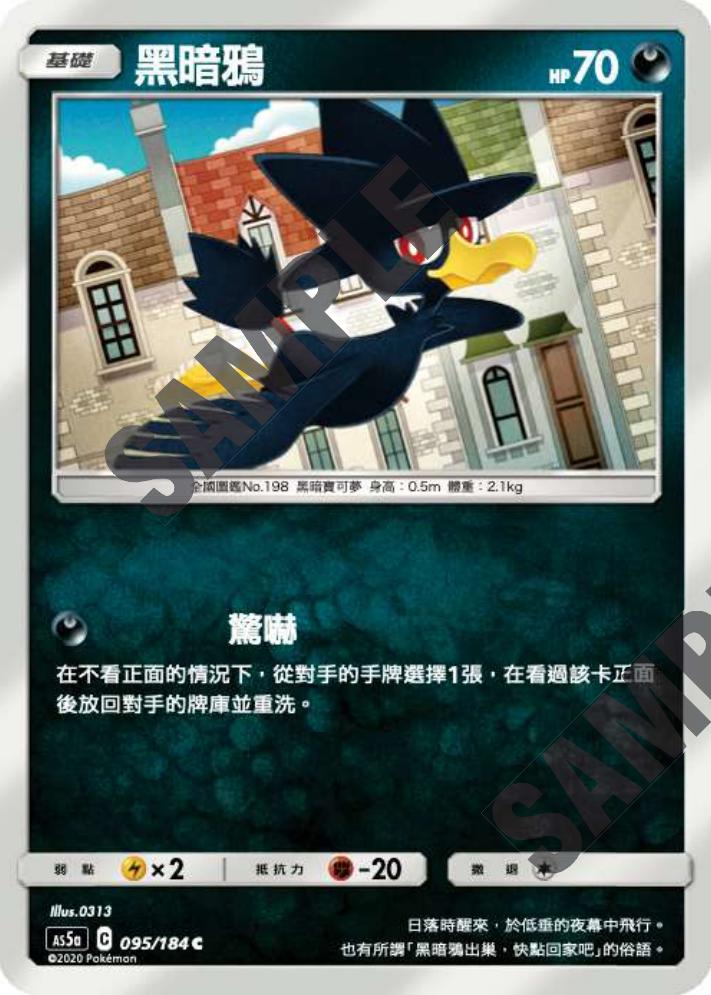 基礎
黑暗鴉
HP70
SAMPLE
全國圖鑑No.198 黑暗寶可夢 身高：0.5m 體重：2.1kg
驚嚇
在不看正面的情況下，從對手的手牌選擇1張，在看過該卡正面
後放回對手的牌庫並重洗。
SAMPLE
弱點 ×2 抵抗力 -20 撤退
Illus.0313
AS5a C 095/184 C
©2020 Pokémon
日落時醒來，於低垂的夜幕中飛行。
也有所謂「黑暗鴉出巢，快點回家吧」的俗語。